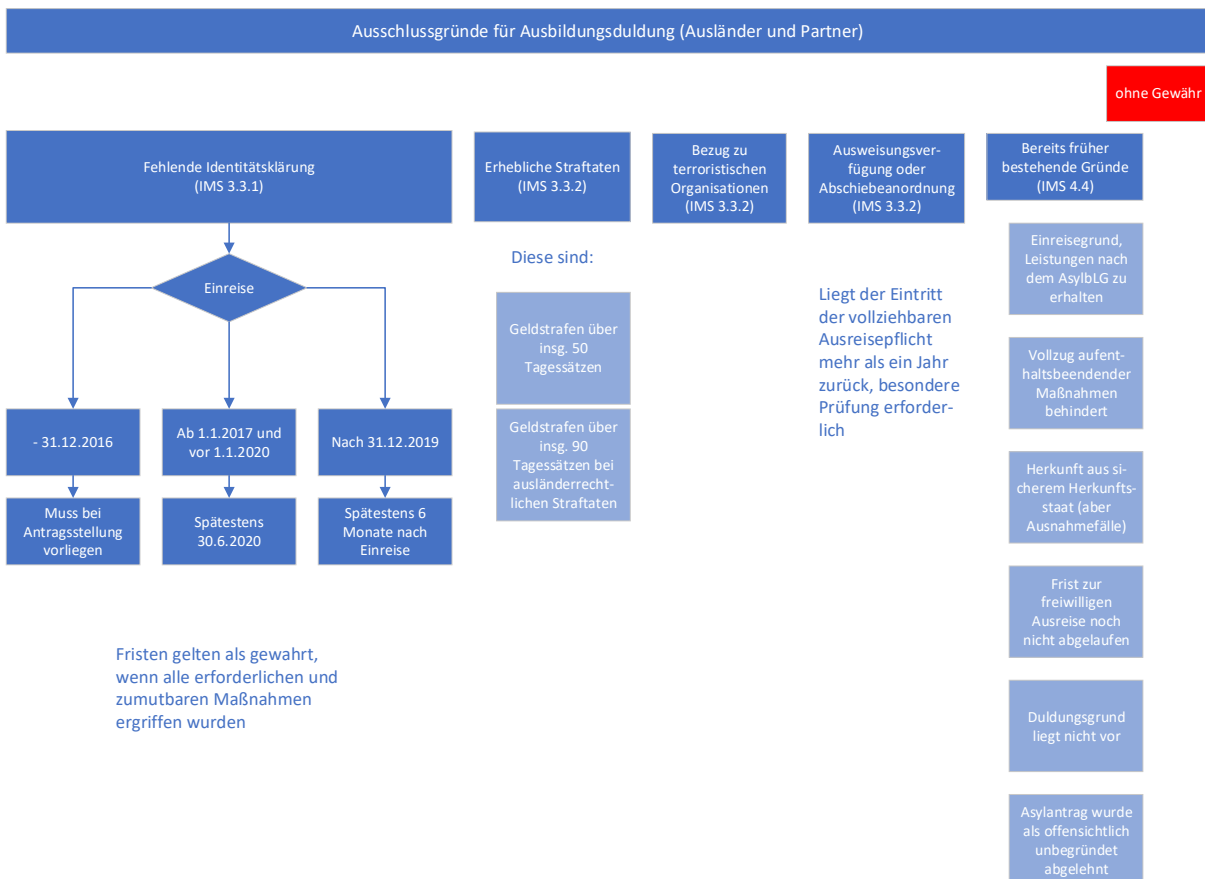 Ausschlussgründe für Ausbildungsduldung (Ausländer und Partner)
ohne Gewähr
Fehlende Identitätsklärung
(IMS 3.3.1)
Einreise
- 31.12.2016
Muss bei
Antragsstellung
vorliegen
Ab 1.1.2017 und
vor 1.1.2020
Spätestens
30.6.2020
Nach 31.12.2019
Spätestens 6
Monate nach
Einreise
Fristen gelten als gewahrt,
wenn alle erforderlichen und
zumutbaren Maßnahmen
ergriffen wurden
Erhebliche Straftaten
(IMS 3.3.2)
Diese sind:
Geldstrafen über
insg. 50
Tagessätzen
Geldstrafen über
insg. 90
Tagessätzen bei
ausländerrecht-
lichen Straftaten
Bezug zu
terroristischen
Organisationen
(IMS 3.3.2)
Ausweisungsver-
fügung oder
Abschiebeanordnung
(IMS 3.3.2)
Liegt der Eintritt
der vollziehbaren
Ausreisepflicht
mehr als ein Jahr
zurück, besondere
Prüfung erforder-
lich
Bereits früher
bestehende Gründe
(IMS 4.4)
Einreisegrund,
Leistungen nach
dem AsylbLG zu
erhalten
Vollzug aufent-
haltsbeendender
Maßnahmen
behindert
Herkunft aus si-
cherem Herkunfts-
staat (aber
Ausnahmefälle)
Frist zur
freiwilligen
Ausreise noch
nicht abgelaufen
Duldungsgrund
liegt nicht vor
Asylantrag wurde
als offensichtlich
unbegründet
abgelehnt